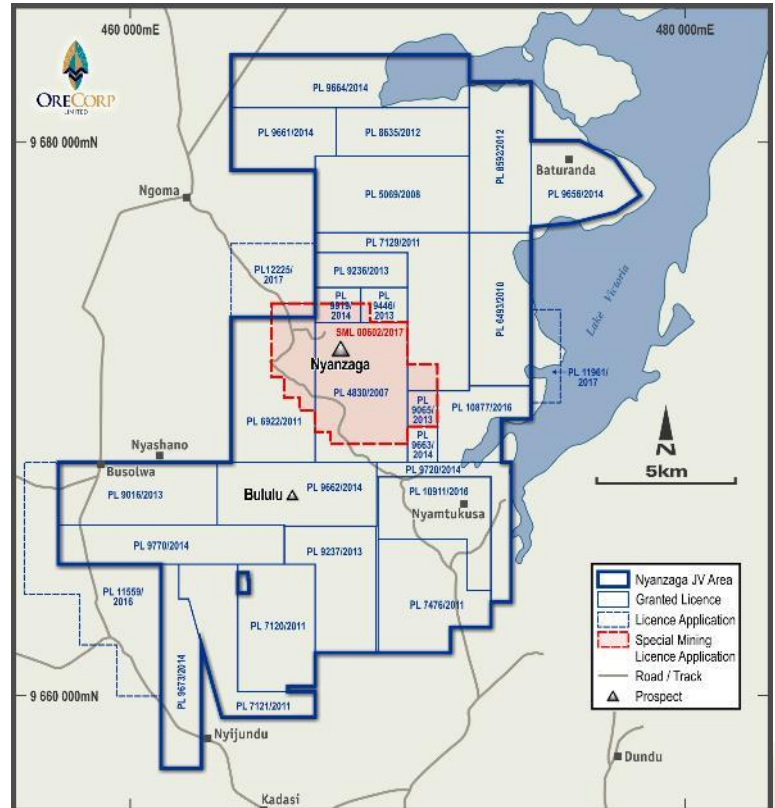 460 000mE
480 000mE
ORECORP
LIMITED
PL 9664/2014
9 680 000mN
PL 9661/2014
PL 8635/2012
PL 8592/2012
Baturanda
PL 5069/2008
PL 9656/2014
Ngoma
PL 7129/2011
PL12225/
2017
PL 9236/2013
PL
9919/
2014
PL
9446/
2013
PL 6493/2010
Lake Victoria
SML 00602/2017
Nyanzaga
PL 11961/
2017
PL 4830/2007
PL
9065/
2013
PL 10877/2016
PL 6922/2011
PL
9663/
2014
N
5km
Nyashano
Busolwa
PL 9720/2014
PL 9016/2013
Bululu
PL 9662/2014
PL 10911/2016
Nyamtukusa
PL 9770/2014
PL 9237/2013
PL 11559/
2016
PL 7120/2011
PL 7476/2011
PL 9673/2014
9 660 000mN
PL 7121/2011
Nyijundu
Dundu
Kadasi
Nyanzaga JV Area
Granted Licence
Licence Application
Special Mining
Licence Application
Road / Track
Prospect